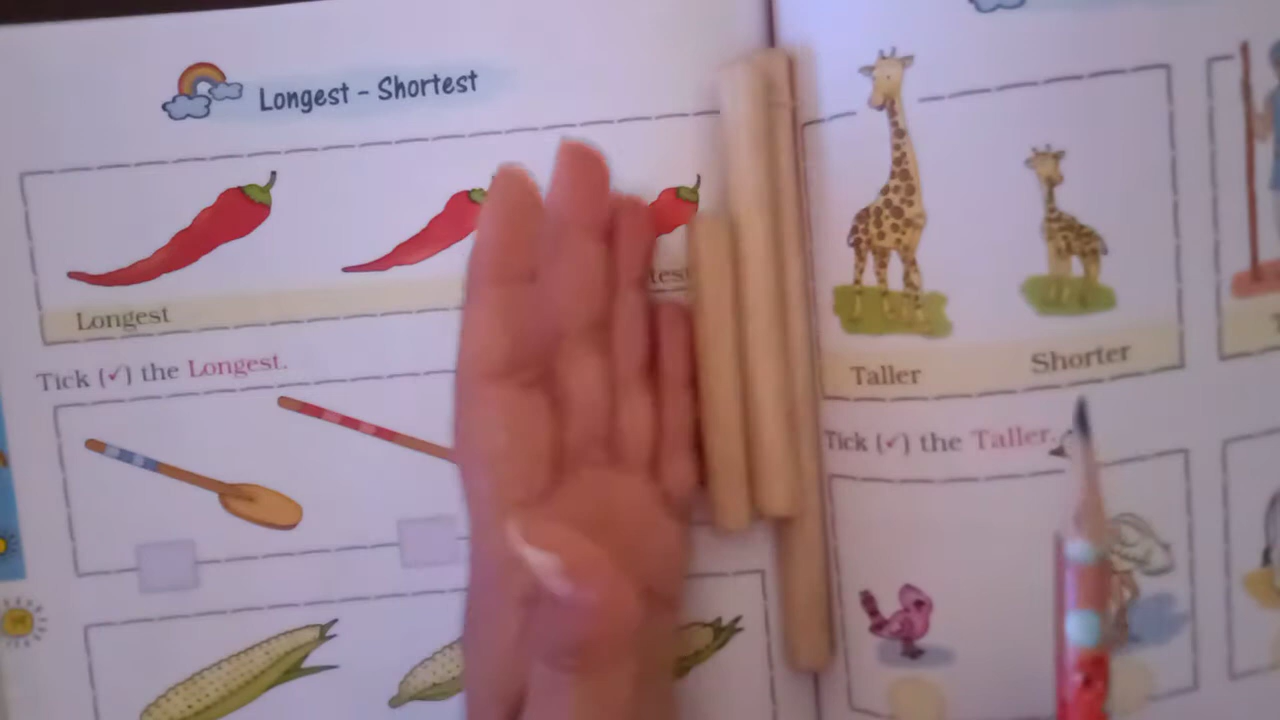 Longest - Shortest
Longest
Tick (✓) the Longest.
Taller
Shorter
Tick (✓) the Taller.